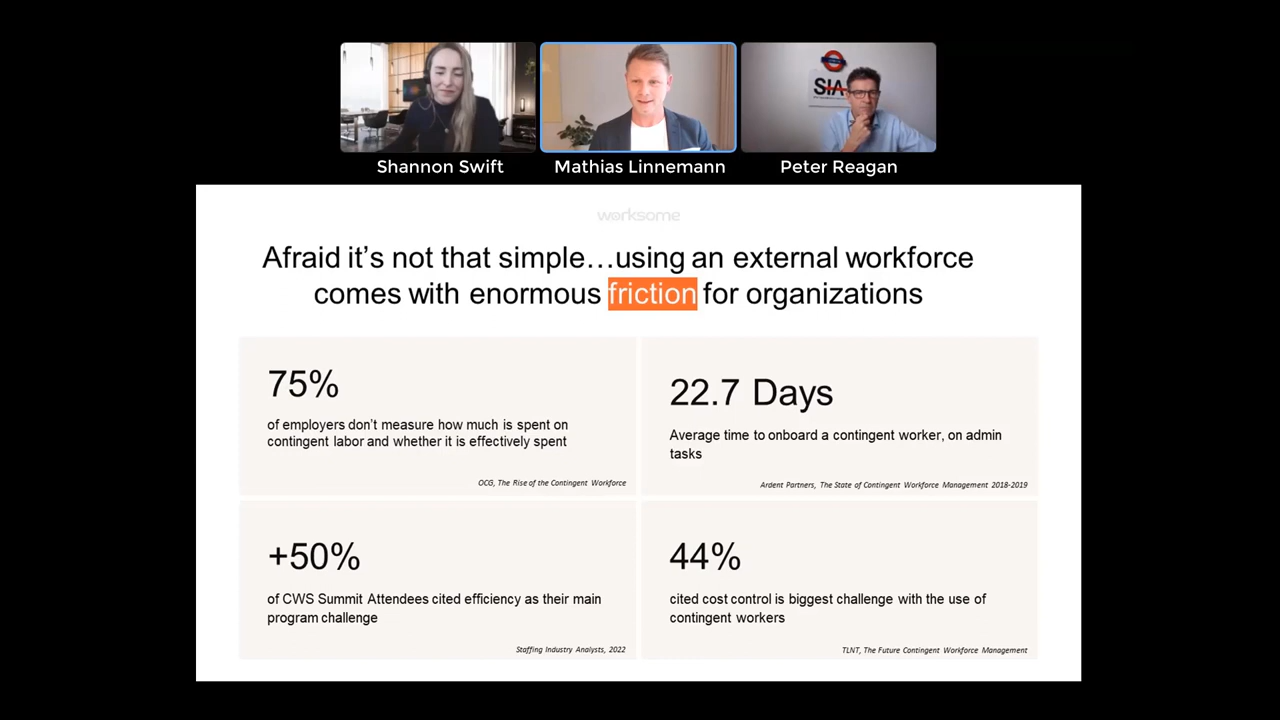 SIA
Shannon Swift
Mathias Linnemann
Peter Reagan
worksome
Afraid it's not that simple…using an external workforce
comes with enormous friction for organizations
75%
of employers don't measure how much is spent on
contingent labor and whether it is effectively spent
OCG, The Rise of the Contingent Workforce
22.7 Days
Average time to onboard a contingent worker, on admin
tasks
Ardent Partners, The State of Contingent Workforce Management 2018-2019
+50%
of CWS Summit Attendees cited efficiency as their main
program challenge
Staffing Industry Analysts, 2022
44%
cited cost control is biggest challenge with the use of
contingent workers
TLNT, The Future Contingent Workforce Management